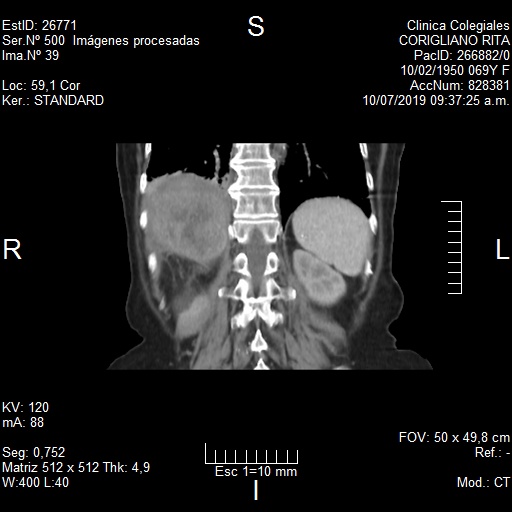 EstID: 26771
Ser.Nº 500  Imágenes procesadas
Ima.Nº 39
Loc: 59,1 Cor
Ker.: STANDARD
S
Clinica Colegiales
CORIGLIANO RITA
PacID: 266882/0
10/02/1950 069Y F
AccNum: 828381
10/07/2019 09:37:25 a.m.
R
L
KV: 120
mA: 88
Seg: 0,752
Matriz 512 x 512 Thk: 4,9
W:400 L:40
Esc 1=10 mm
I
FOV: 50 x 49,8 cm
Ref.: -
Mod.: CT